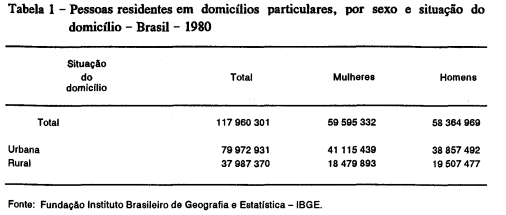 Tabela 1 – Pessoas residentes em domicílios particulares, por sexo e situação do
domicílio – Brasil – 1980
Situação
do
domicílio
Total
Mulheres
Homens
Total 117 960 301 59 595 332 58 364 969
Urbana 79 972 931 41 115 439 38 857 492
Rural 37 987 370 18 479 893 19 507 477
Fonte: Fundação Instituto Brasileiro de Geografia e Estatística – IBGE.